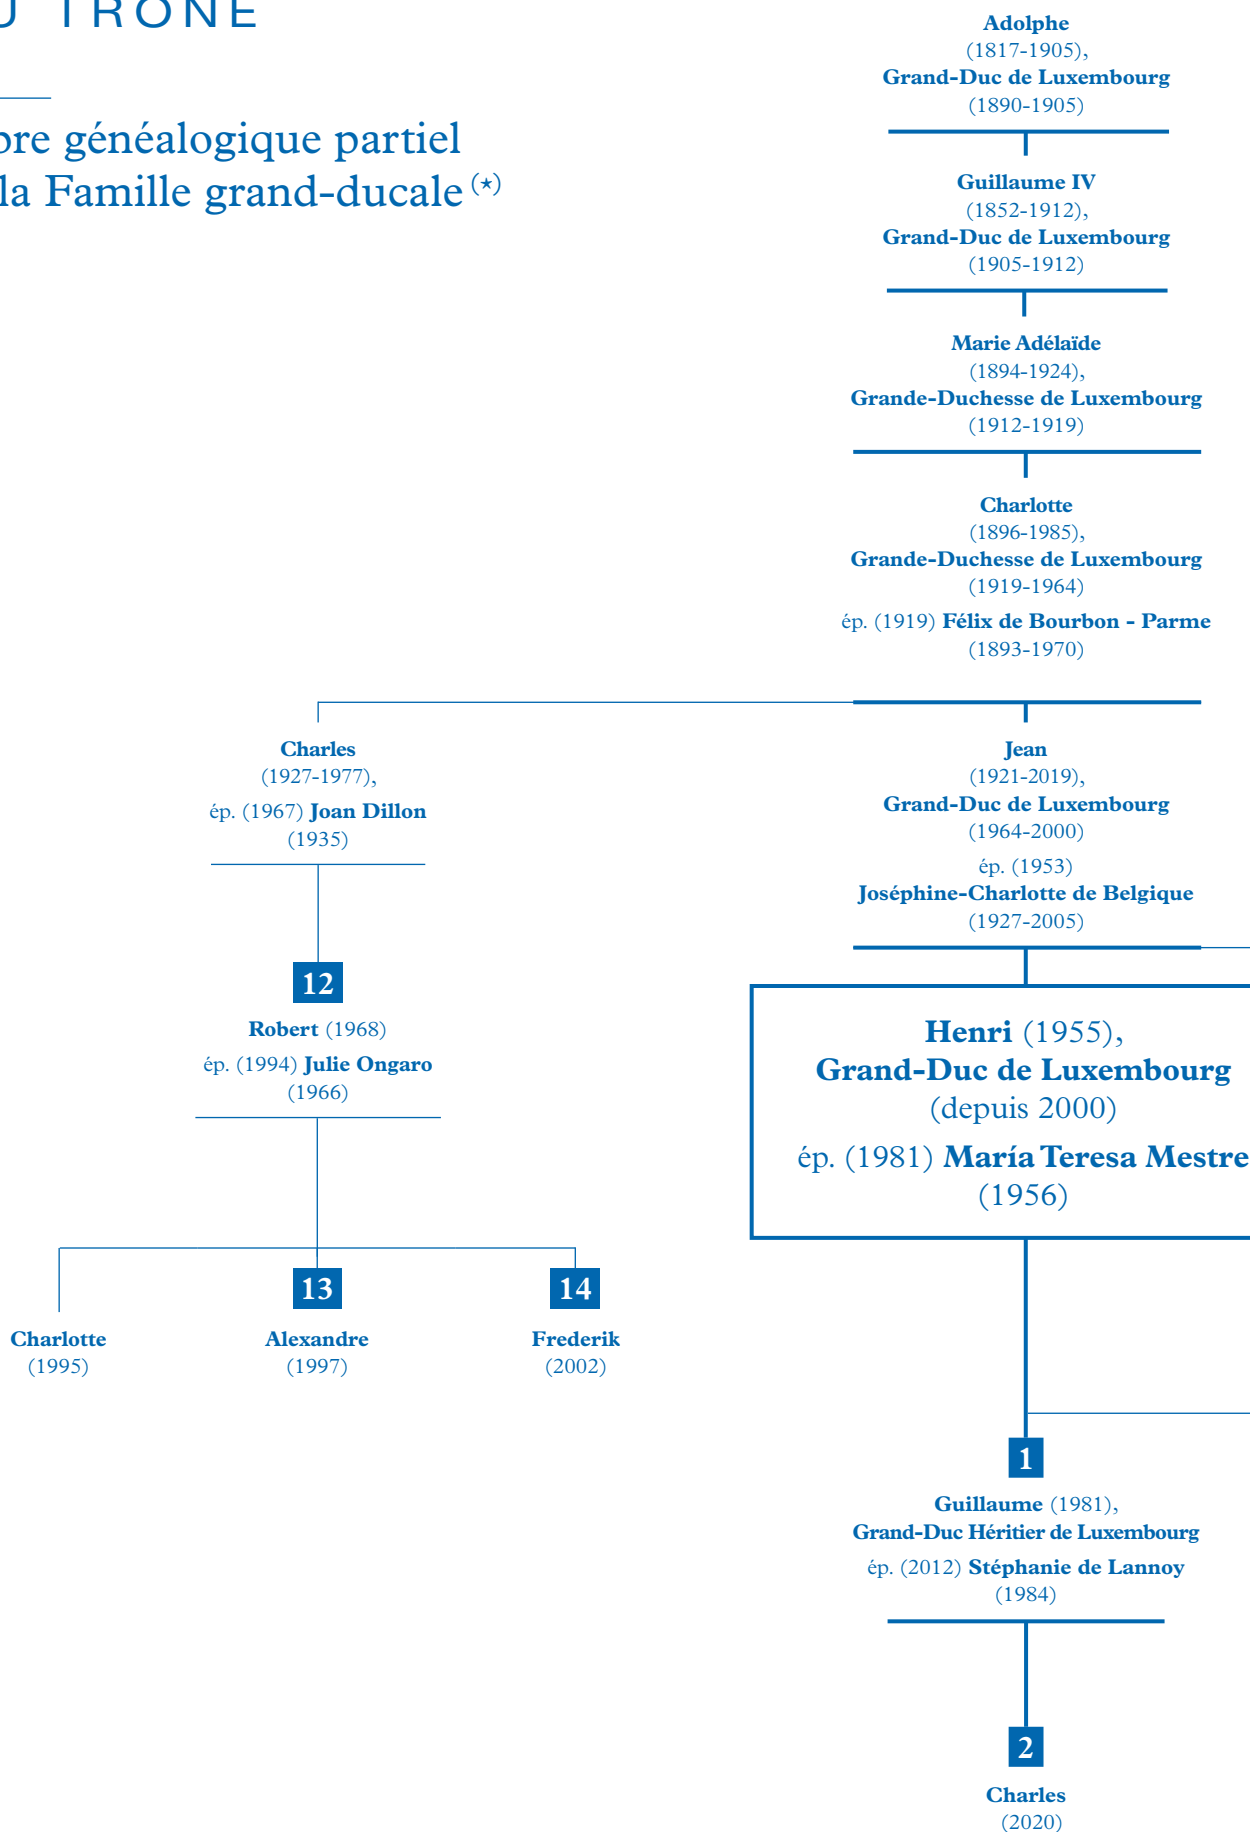 TRÔNE
généalogique partiel
la Famille grand-ducale (*)
Adolphe
(1817-1905),
Grand-Duc de Luxembourg
(1890-1905)
Guillaume IV
(1852-1912),
Grand-Duc de Luxembourg
(1905-1912)
Marie Adélaïde
(1894-1924),
Grande-Duchesse de Luxembourg
(1912-1919)
Charlotte
(1896-1985),
Grande-Duchesse de Luxembourg
(1919-1964)
ép. (1919) Félix de Bourbon - Parme
(1893-1970)
Charles
(1927-1977),
ép. (1967) Joan Dillon
(1935)
Jean
(1921-2019),
Grand-Duc de Luxembourg
(1964-2000)
ép. (1953)
Joséphine-Charlotte de Belgique
(1927-2005)
12
Robert (1968)
ép. (1994) Julie Ongaro
(1966)
Henri (1955),
Grand-Duc de Luxembourg
(depuis 2000)
ép. (1981) María Teresa Mestre
(1956)
Charlotte
(1995)
13
Alexandre
(1997)
14
Frederik
(2002)
1
Guillaume (1981),
Grand-Duc Héritier de Luxembourg
ép. (2012) Stéphanie de Lannoy
(1984)
2
Charles
(2020)